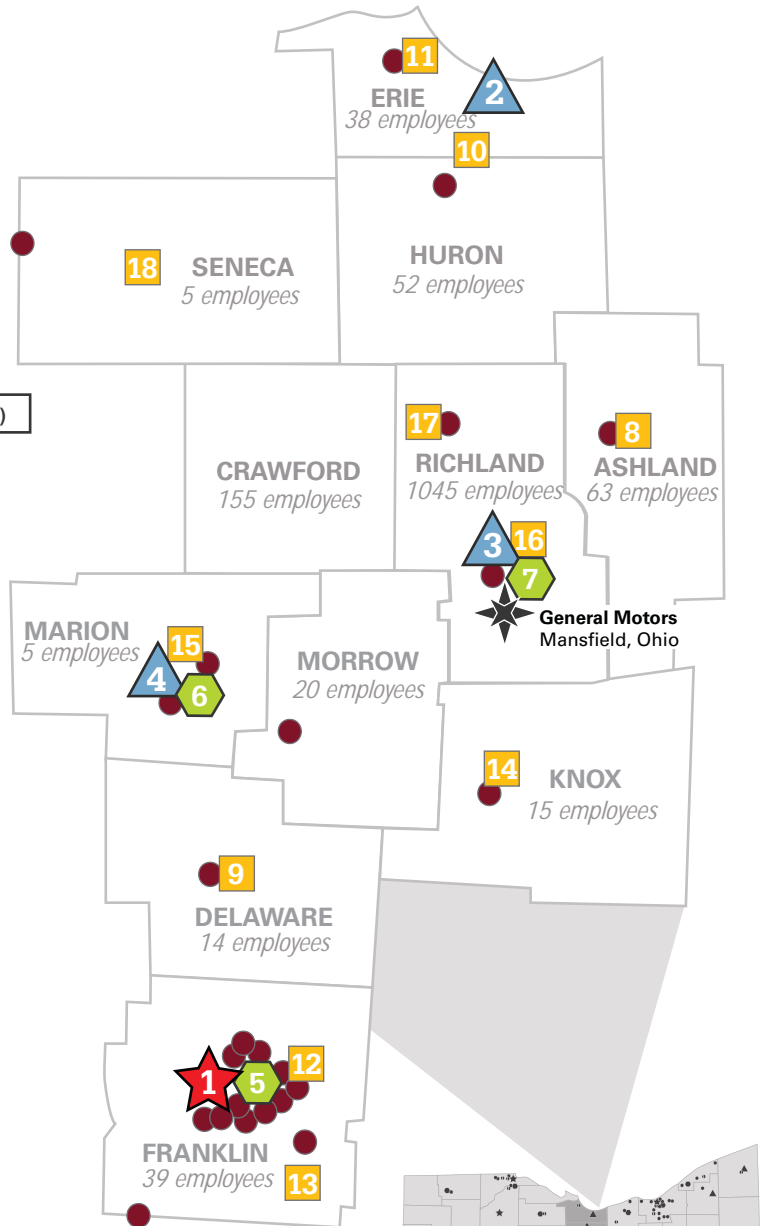 11
ERIE
2
38 employees
10
HURON
52 employees
18
SENECA
5 employees
)
17
RICHLAND
1045 employees
8
ASHLAND
63 employees
CRAWFORD
155 employees
3
16
7
General Motors
Mansfield, Ohio
MARION
5 employees
15
4
6
MORROW
20 employees
14
KNOX
15 employees
9
DELAWARE
14 employees
1
5
12
FRANKLIN
39 employees
13